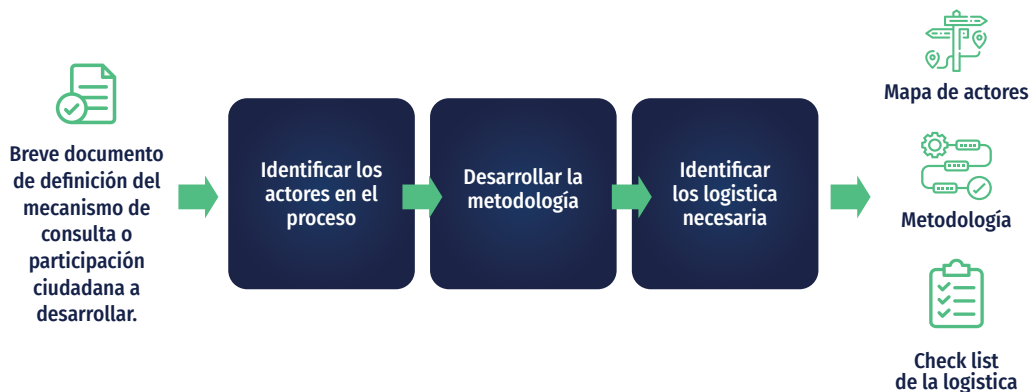 Breve documento
de definición del
mecanismo de
consulta o
participación
ciudadana a
desarrollar.
Identificar los
actores en el
proceso
Desarrollar la
metodología
Identificar
los logistica
necesaria
Mapa de actores
Metodología
Check list
de la logistica